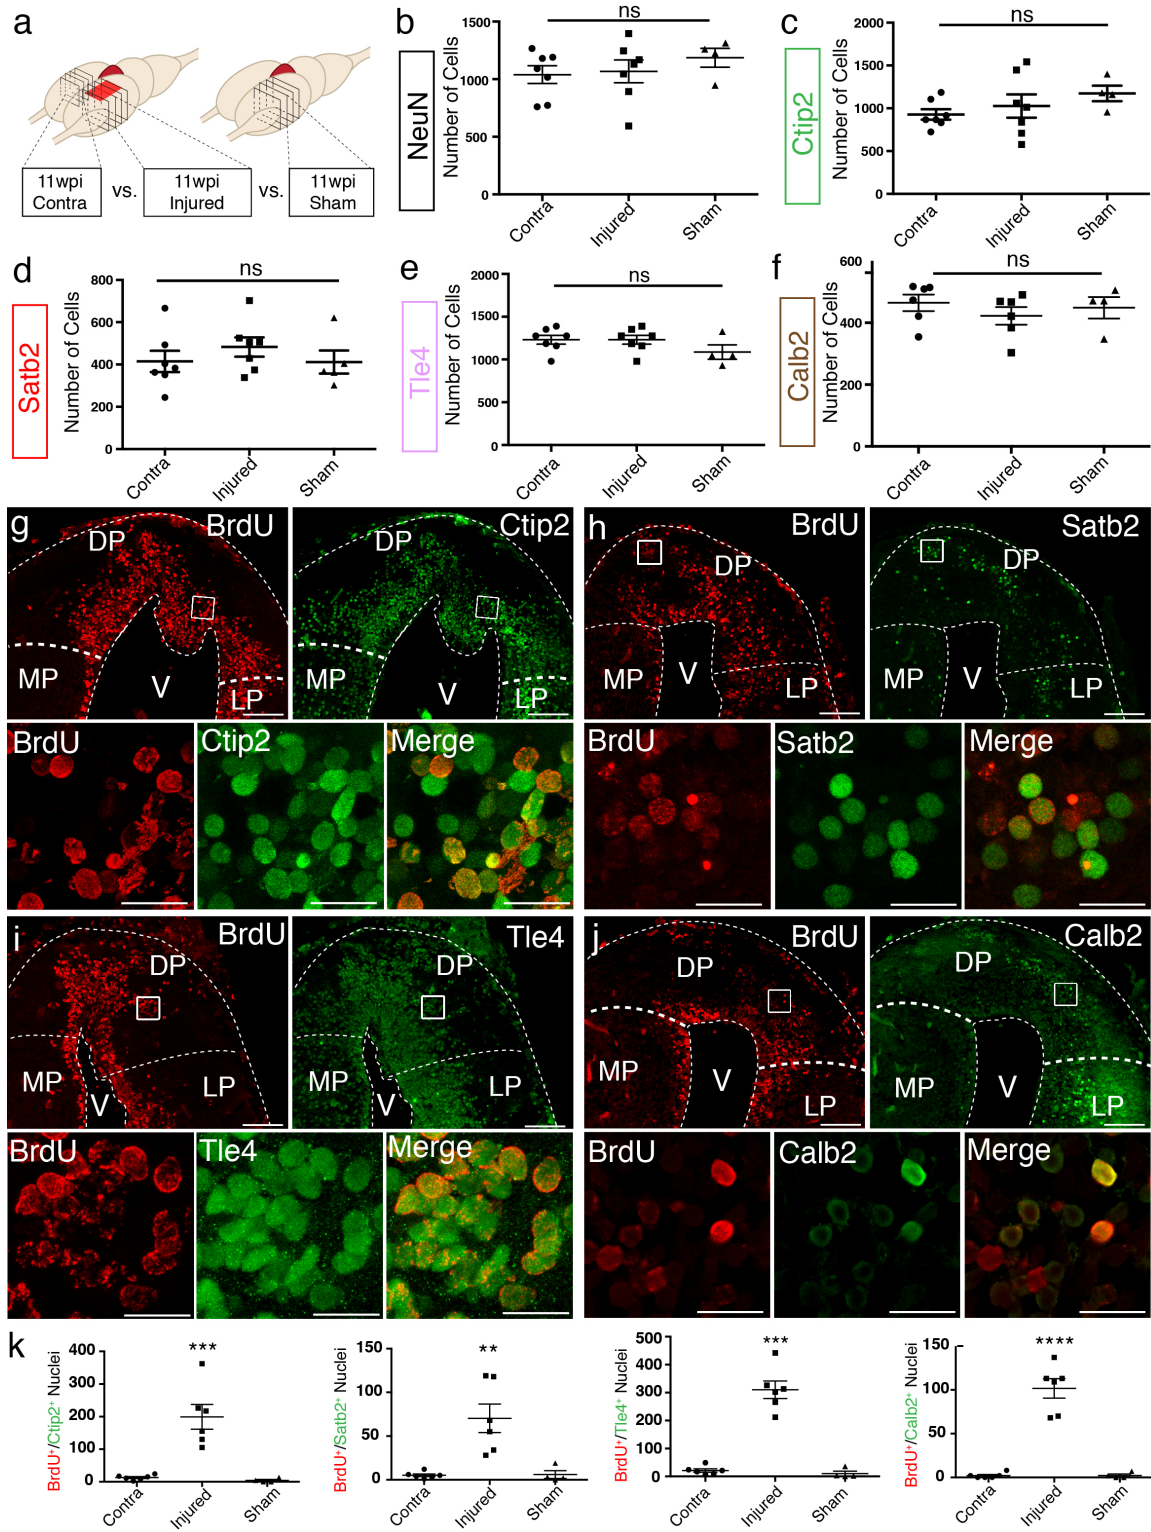 a
11wpi
Contra
vs.
11wpi
Injured
vs.
11wpi
Sham
b
NeuN
Number of Cells
1500
1000
500
0
ns
Contra
Injured
Sham
c
Ctip2
Number of Cells
2000
1500
1000
500
0
ns
Contra
Injured
Sham
d
Satb2
Number of Cells
800
600
400
200
0
ns
Contra
Injured
Sham
e
Tle4
Number of Cells
2000
1500
1000
500
0
ns
Contra
Injured
Sham
f
Calb2
Number of Cells
600
400
200
0
ns
Contra
Injured
Sham
g
BrdU
DP
MP
V
LP
Ctip2
DP
MP
V
LP
BrdU
Ctip2
Merge
h
BrdU
DP
MP
V
LP
Satb2
DP
MP
V
LP
BrdU
Satb2
Merge
i
BrdU
DP
MP
V
LP
Tle4
DP
MP
V
LP
BrdU
Tle4
Merge
j
BrdU
DP
MP
V
LP
Calb2
DP
MP
V
LP
BrdU
Calb2
Merge
k
BrdU⁺/Ctip2⁺ Nuclei
400
300
200
100
0
***
Contra
Injured
Sham
BrdU⁺/Satb2⁺ Nuclei
150
100
50
0
**
Contra
Injured
Sham
BrdU⁺/Tle4⁺ Nuclei
500
400
300
200
100
0
***
Contra
Injured
Sham
BrdU⁺/Calb2⁺ Nuclei
150
100
50
0
****
Contra
Injured
Sham